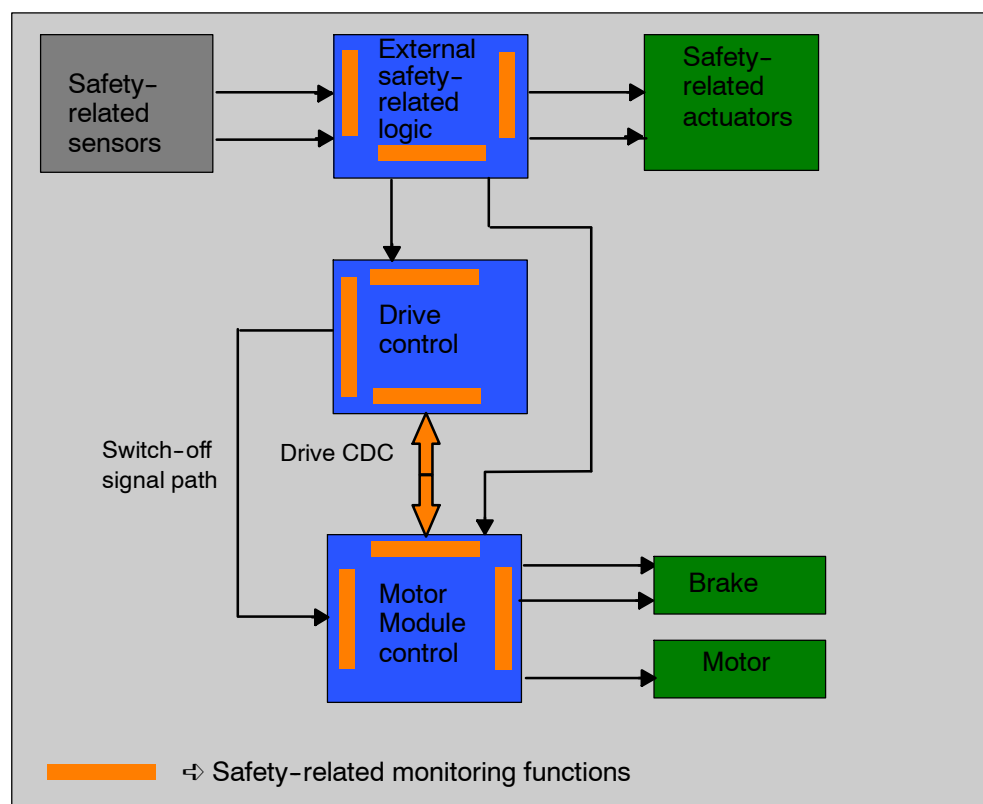 Safety-
related
sensors
External
safety-
related
logic
Safety-
related
actuators
Drive
control
Switch-off
signal path
Drive CDC
Motor
Module
control
Brake
Motor
➪ Safety-related monitoring functions